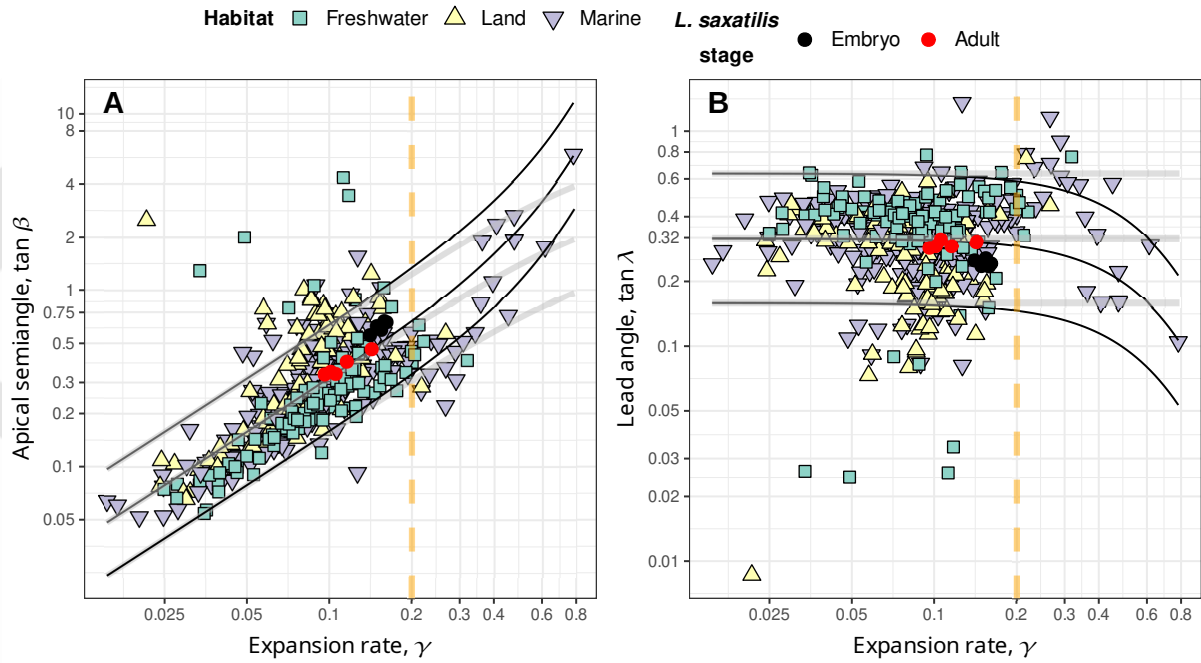 Habitat Freshwater Land Marine L. saxatilis stage Embryo Adult
A
Apical semiangle, tan β
10
8
4
2
1
0.75
0.5
0.3
0.2
0.1
0.05
0.025 0.05 0.1 0.2 0.3 0.4 0.6 0.8
Expansion rate, γ
B
Lead angle, tan λ
1
0.8
0.6
0.4
0.32
0.2
0.1
0.05
0.03
0.02
0.01
0.025 0.05 0.1 0.2 0.3 0.4 0.6 0.8
Expansion rate, γ